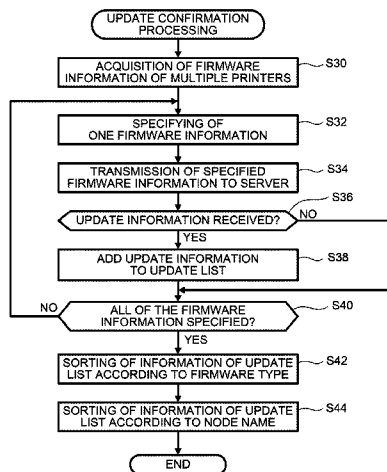 UPDATE CONFIRMATION
PROCESSING
ACQUISITION OF FIRMWARE
INFORMATION OF MULTIPLE PRINTERS
S30
SPECIFYING OF
ONE FIRMWARE INFORMATION
S32
TRANSMISSION OF SPECIFIED
FIRMWARE INFORMATION TO SERVER
S34
UPDATE INFORMATION RECEIVED?
S36
NO
YES
ADD UPDATE INFORMATION
TO UPDATE LIST
S38
NO
ALL OF THE FIRMWARE
INFORMATION SPECIFIED?
S40
YES
SORTING OF INFORMATION OF UPDATE
LIST ACCORDING TO FIRMWARE TYPE
S42
SORTING OF INFORMATION OF UPDATE
LIST ACCORDING TO NODE NAME
S44
END